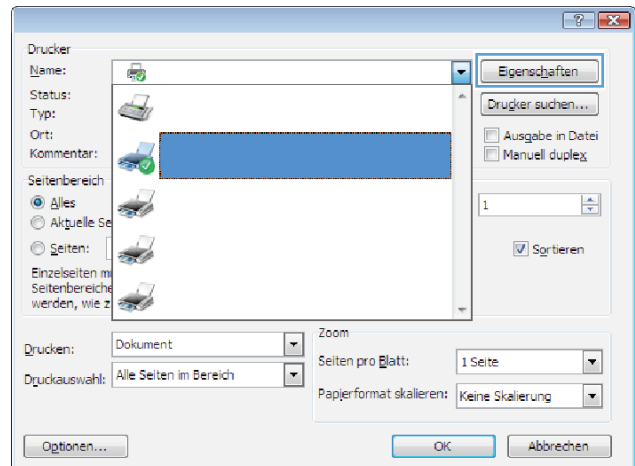 Drucker
Name:
Eigenschaften
Status:
Typ:
Drucker suchen...
Ort:
Ausgabe in Datei
Kommentar:
Manuell duplex
Seitenbereich
Alles
1
Aktuelle Se
Seiten:
Sortieren
Einzelseiten m
Seitenbereiche
werden, wie z
Zoom
Drucken:
Dokument
Seiten pro Blatt:
1 Seite
Druckauswahl:
Alle Seiten im Bereich
Papierformat skalieren:
Keine Skalierung
Optionen...
OK
Abbrechen